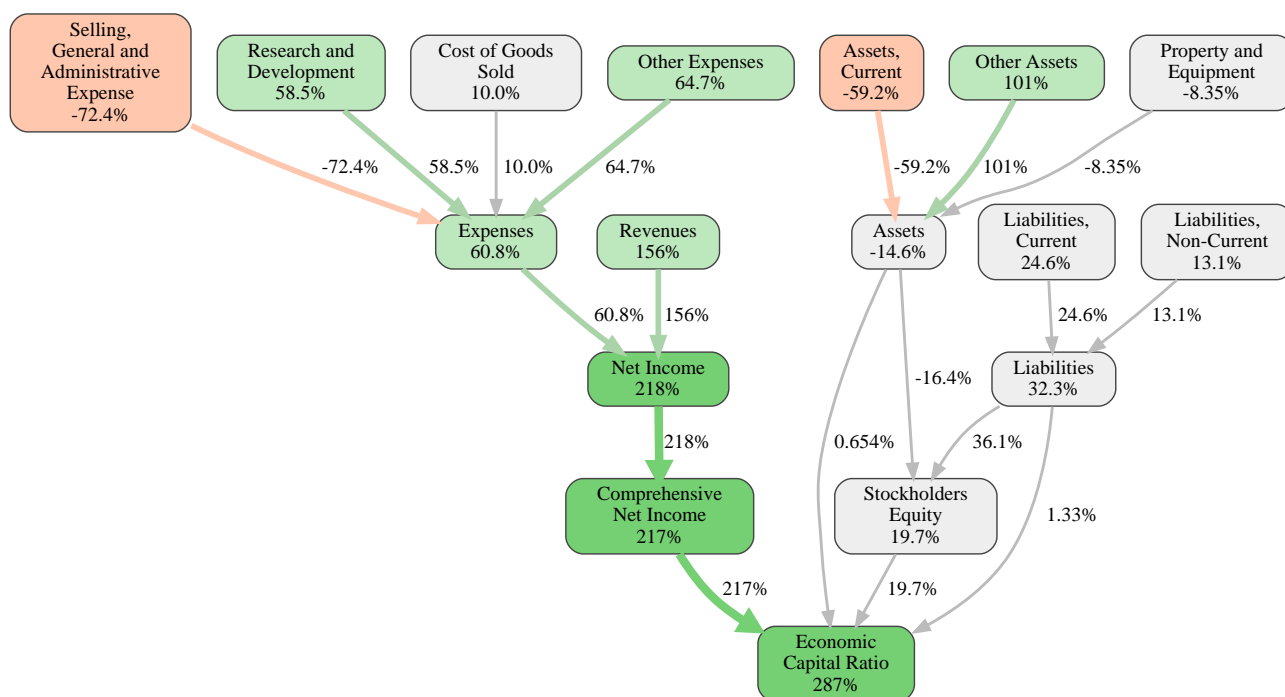 Selling,
General and
Administrative
Expense
-72.4%
Research and
Development
58.5%
Cost of Goods
Sold
10.0%
Other Expenses
64.7%
Assets,
Current
-59.2%
Other Assets
101%
Property and
Equipment
-8.35%
-72.4%
58.5%
10.0%
64.7%
-59.2%
101%
-8.35%
Expenses
60.8%
Revenues
156%
Assets
-14.6%
Liabilities,
Current
24.6%
Liabilities,
Non-Current
13.1%
60.8%
156%
24.6%
13.1%
Net Income
218%
-16.4%
Liabilities
32.3%
218%
0.654%
36.1%
Comprehensive
Net Income
217%
Stockholders
Equity
19.7%
1.33%
217%
19.7%
Economic
Capital Ratio
287%